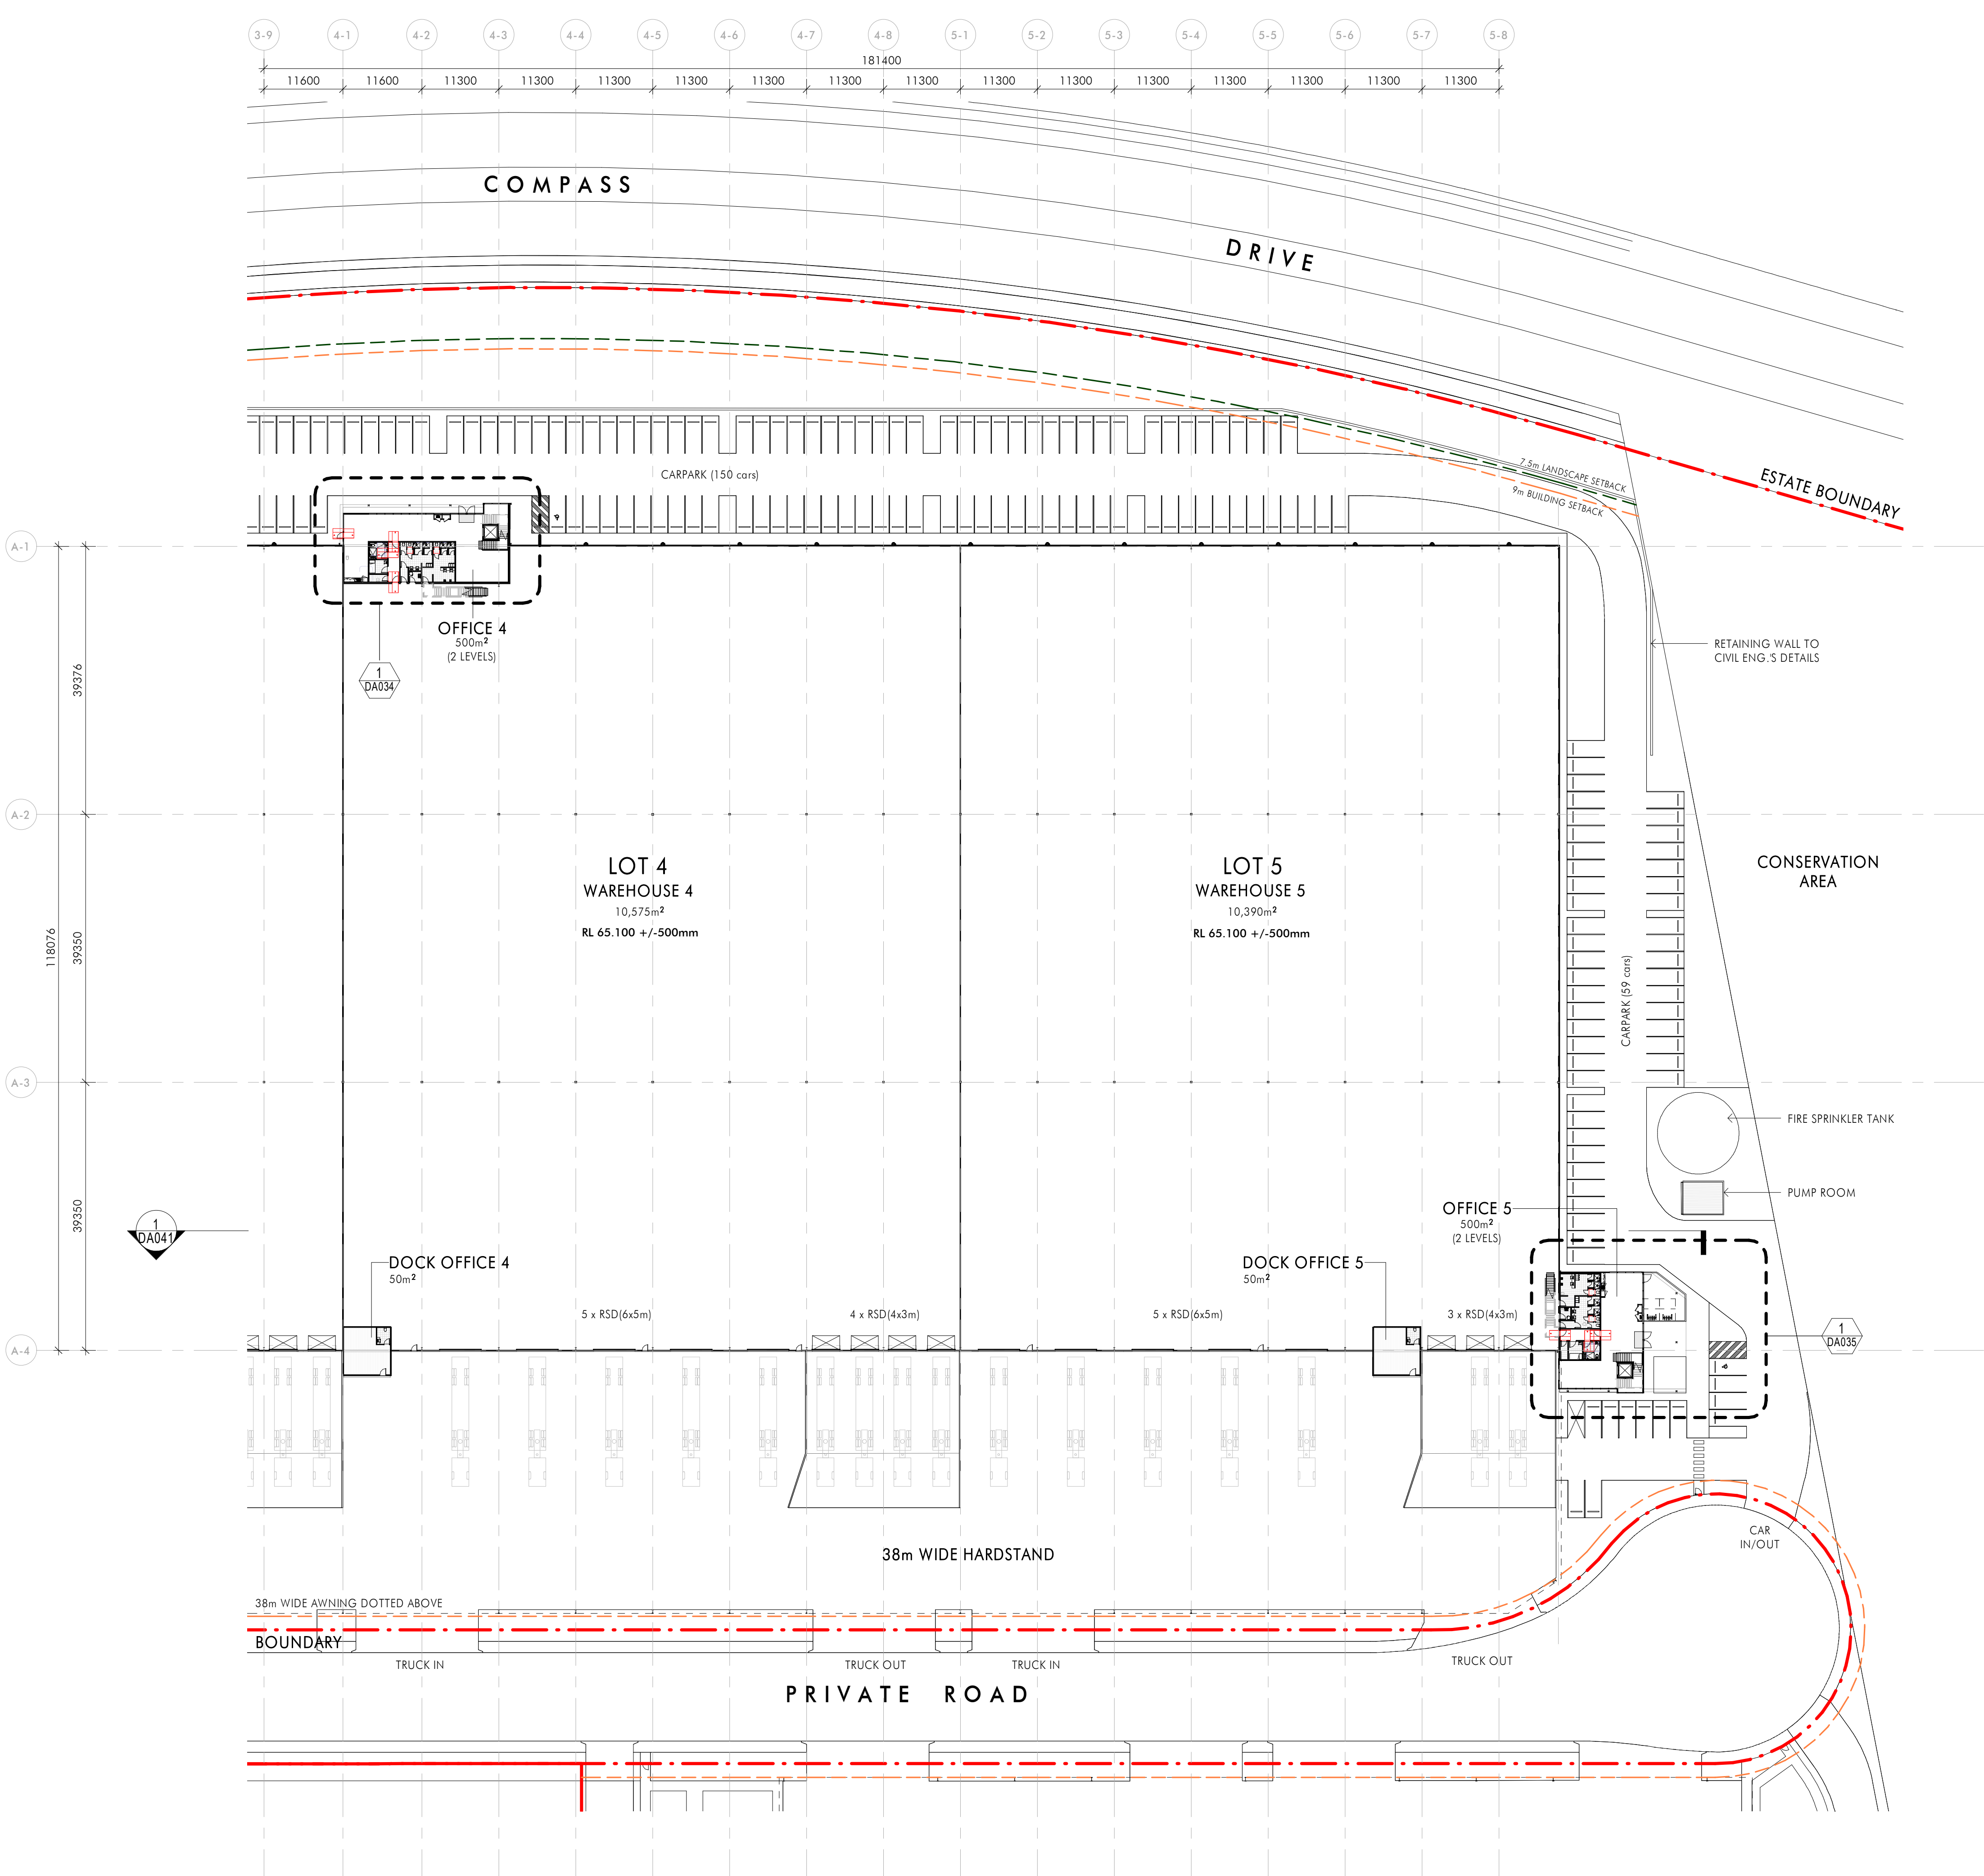 3-9 4-1 4-2 4-3 4-4 4-5 4-6 4-7 4-8 5-1 5-2 5-3 5-4 5-5 5-6 5-7 5-8
181400
11600 11600 11300 11300 11300 11300 11300 11300 11300 11300 11300 11300 11300 11300 11300 11300
COMPASS
DRIVE
7.5m LANDSCAPE SETBACK
9m BUILDING SETBACK
ESTATE BOUNDARY
CARPARK (150 cars)
A-1
OFFICE 4
500m²
(2 LEVELS)
1
DA034
RETAINING WALL TO
CIVIL ENG.'S DETAILS
39376
A-2
LOT 4
WAREHOUSE 4
10,575m²
RL 65.100 +/-500mm
LOT 5
WAREHOUSE 5
10,390m²
RL 65.100 +/-500mm
CONSERVATION
AREA
118076
39350
CARPARK (59 cars)
A-3
FIRE SPRINKLER TANK
PUMP ROOM
39350
1
DA041
OFFICE 5
500m²
(2 LEVELS)
DOCK OFFICE 4
50m²
DOCK OFFICE 5
50m²
5 x RSD(6x5m)
4 x RSD(4x3m)
5 x RSD(6x5m)
3 x RSD(4x3m)
A-4
1
DA035
CAR
IN/OUT
38m WIDE HARDSTAND
38m WIDE AWNING DOTTED ABOVE
BOUNDARY
TRUCK IN
TRUCK OUT
TRUCK IN
TRUCK OUT
PRIVATE ROAD